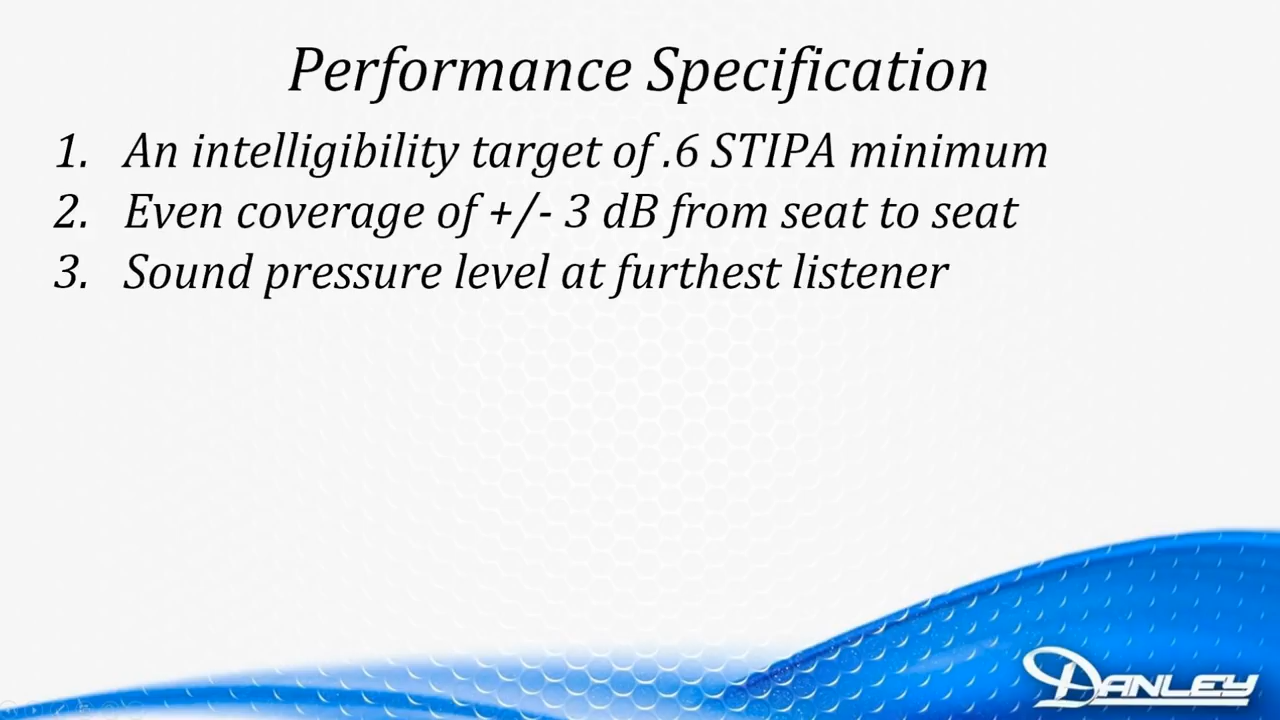 Performance Specification
1. An intelligibility target of .6 STIPA minimum
2. Even coverage of +/- 3 dB from seat to seat
3. Sound pressure level at furthest listener
DANLEY